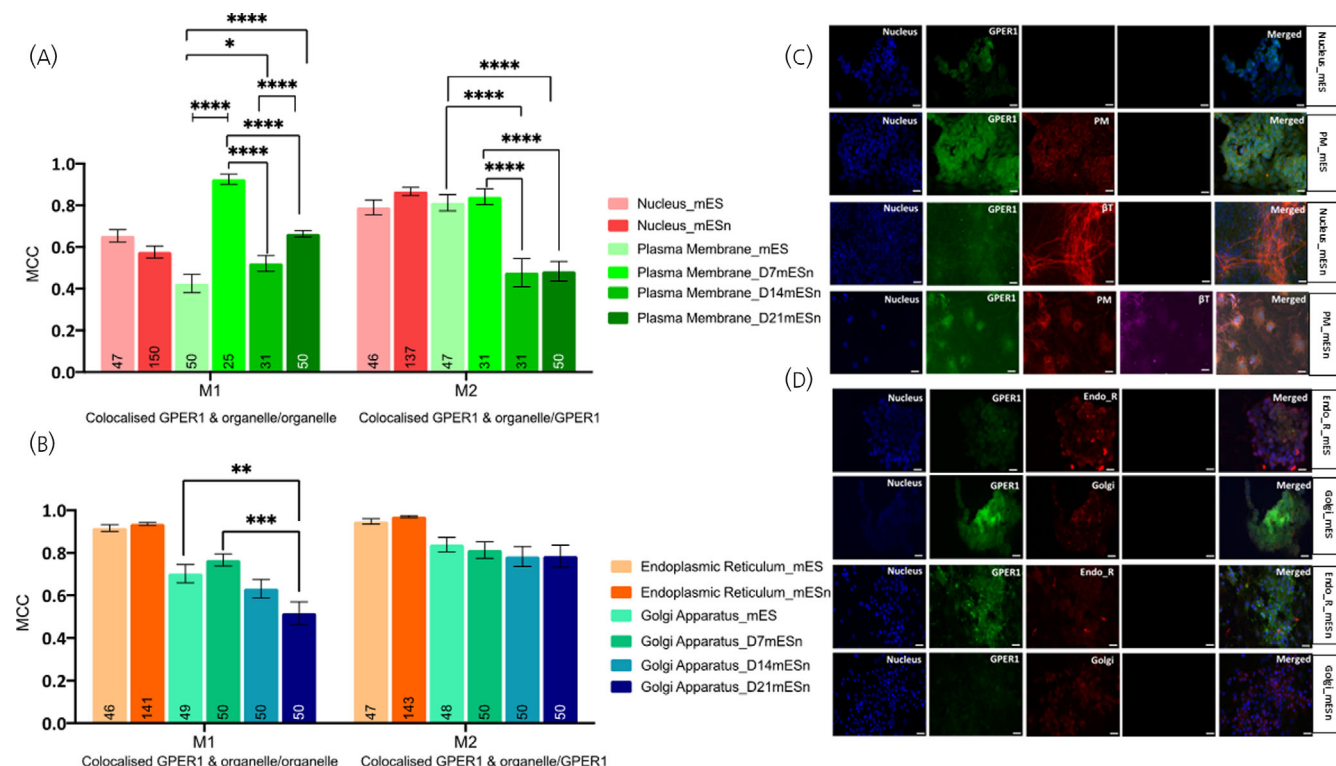 (A)
****
*
****
****
****
****
****
****
****
****
1.0
0.8
0.6
0.4
0.2
0.0
MCC
47
150
50
25
31
50
46
137
47
31
31
50
M1
M2
Colocalised GPER1 & organelle/organelle
Colocalised GPER1 & organelle/GPER1
Nucleus_mES
Nucleus_mESn
Plasma Membrane_mES
Plasma Membrane_D7mESn
Plasma Membrane_D14mESn
Plasma Membrane_D21mESn
(B)
**
***
1.0
0.8
0.6
0.4
0.2
0.0
MCC
46
141
49
50
50
50
47
143
48
50
50
50
M1
M2
Colocalised GPER1 & organelle/organelle
Colocalised GPER1 & organelle/GPER1
Endoplasmic Reticulum_mES
Endoplasmic Reticulum_mESn
Golgi Apparatus_mES
Golgi Apparatus_D7mESn
Golgi Apparatus_D14mESn
Golgi Apparatus_D21mESn
(C)
Nucleus
GPER1
Merged
Nucleus_mES
Nucleus
GPER1
PM
Merged
PM_mES
Nucleus
GPER1
βT
Merged
Nucleus_mESn
Nucleus
GPER1
PM
βT
Merged
PM_mESn
(D)
Nucleus
GPER1
Endo_R
Merged
Endo_R_mES
Nucleus
GPER1
Golgi
Merged
Golgi_mES
Nucleus
GPER1
Endo_R
Merged
Endo_R_mESn
Nucleus
GPER1
Golgi
Merged
Golgi_mESn